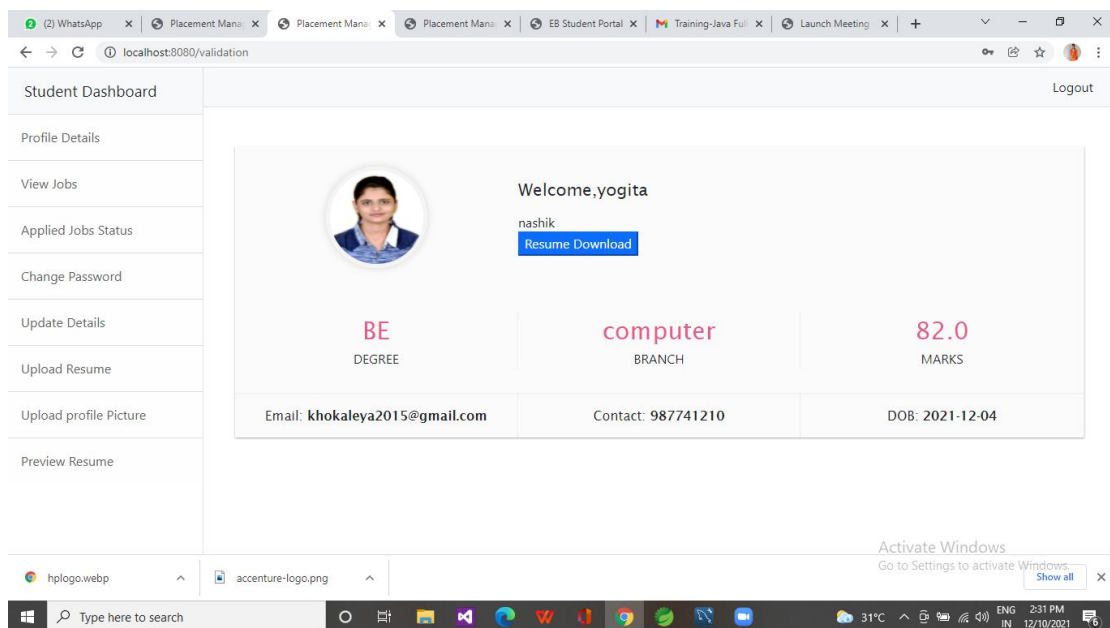 (2) WhatsApp
Placement Mana
Placement Mana
Placement Mana
EB Student Portal
Training-Java Full
Launch Meeting
localhost:8080/validation
Student Dashboard
Logout
Profile Details
View Jobs
Applied Jobs Status
Change Password
Update Details
Upload Resume
Upload profile Picture
Preview Resume
Welcome,yogita
nashik
Resume Download
BE
DEGREE
computer
BRANCH
82.0
MARKS
Email: khokaleya2015@gmail.com
Contact: 987741210
DOB: 2021-12-04
Activate Windows
Go to Settings to activate Windows.
hplogo.webp
accenture-logo.png
Show all
Type here to search
31°C
ENG
IN
2:31 PM
12/10/2021
6